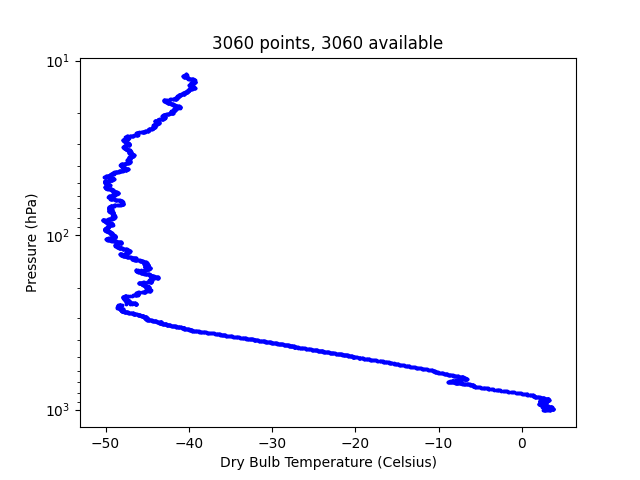 3060 points, 3060 available
10¹
10²
10³
Pressure (hPa)
−50 −40 −30 −20 −10 0
Dry Bulb Temperature (Celsius)